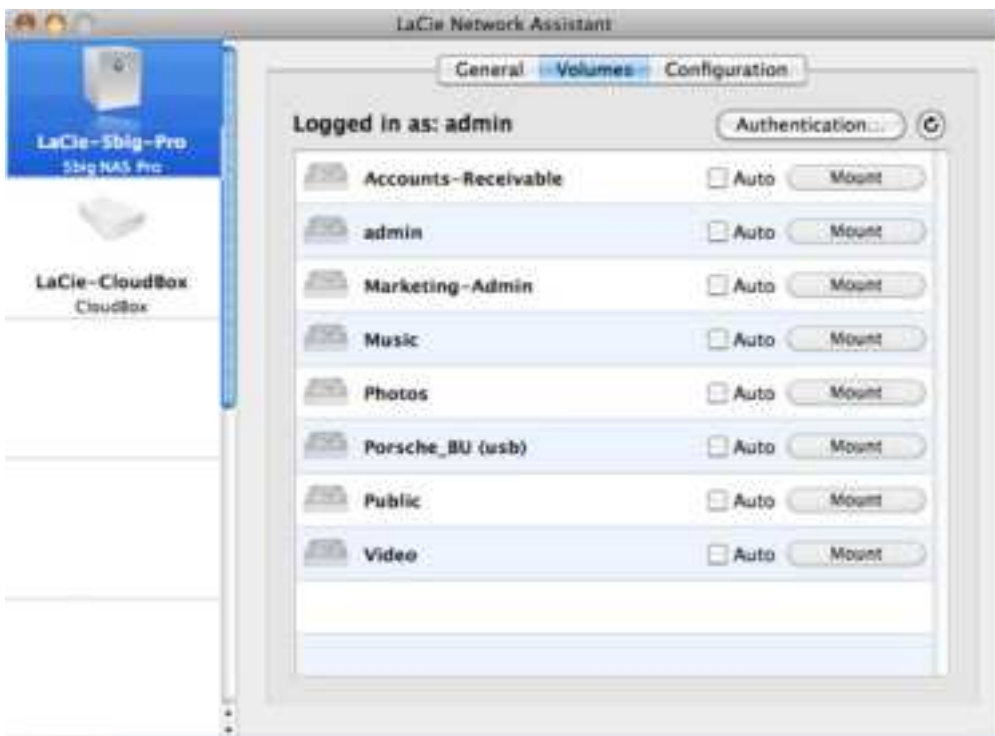 LaCie Network Assistant
LaCie-5big-Pro
5big NAS Pro
LaCie-CloudBox
CloudBox
General Volumes Configuration
Logged in as: admin Authentication...
Accounts-Receivable Auto Mount
admin Auto Mount
Marketing-Admin Auto Mount
Music Auto Mount
Photos Auto Mount
Porsche_BU (usb) Auto Mount
Public Auto Mount
Video Auto Mount